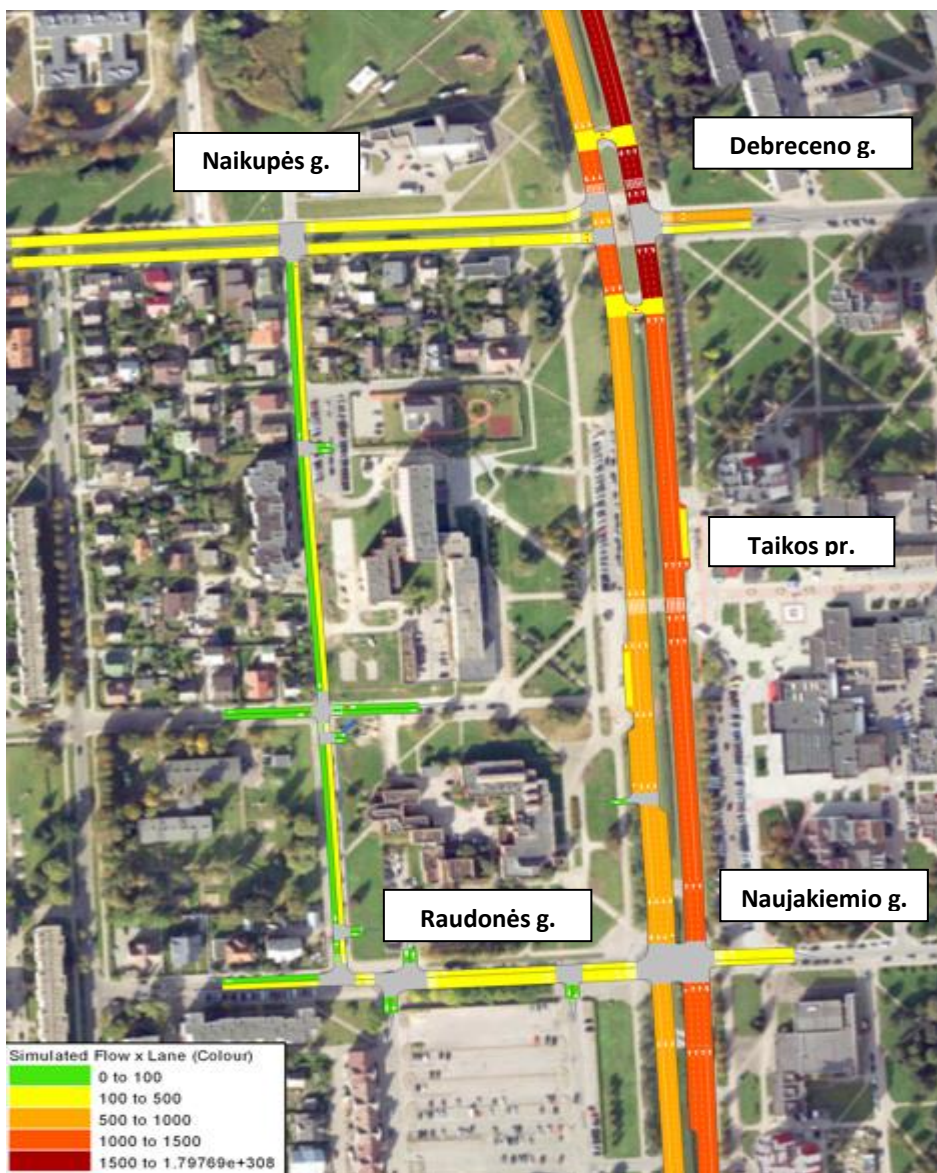 Naikupės g.
Debreceno g.
Taikos pr.
Raudonės g.
Naujakiemio g.
Simulated Flow x Lane (Colour)
0 to 100
100 to 500
500 to 1000
1000 to 1500
1500 to 1.79769e+308